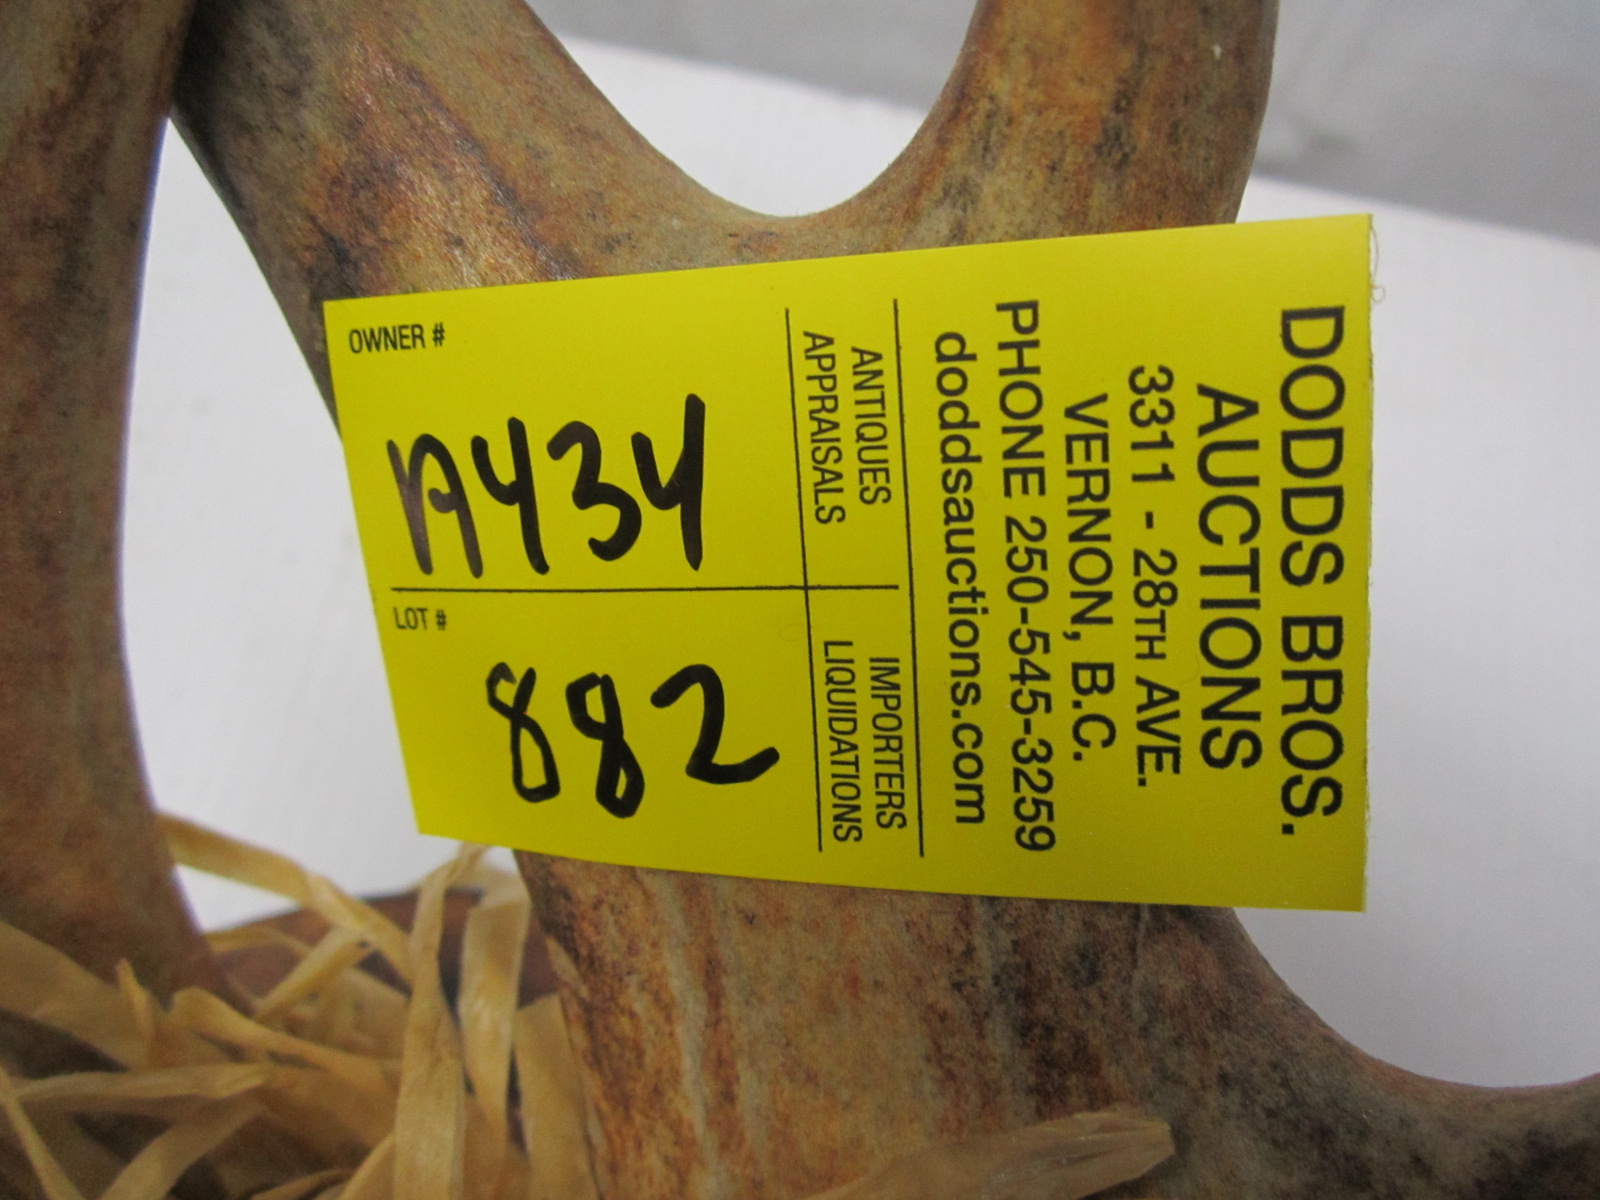 DODDS BROS.
AUCTIONS
3311 - 28TH AVE.
VERNON, B.C.
PHONE 250-545-3259
doddsauctions.com
ANTIQUES
APPRAISALS
IMPORTERS
LIQUIDATIONS
OWNER #
A434
LOT #
882